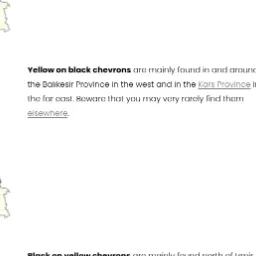 Yellow on black chevrons are mainly found in and around
the Balıkesir Province in the west and in the Kars Province
the far east. Beware that you may very rarely find them
elsewhere.
Black on yellow chevrons are mainly found north of Izmir